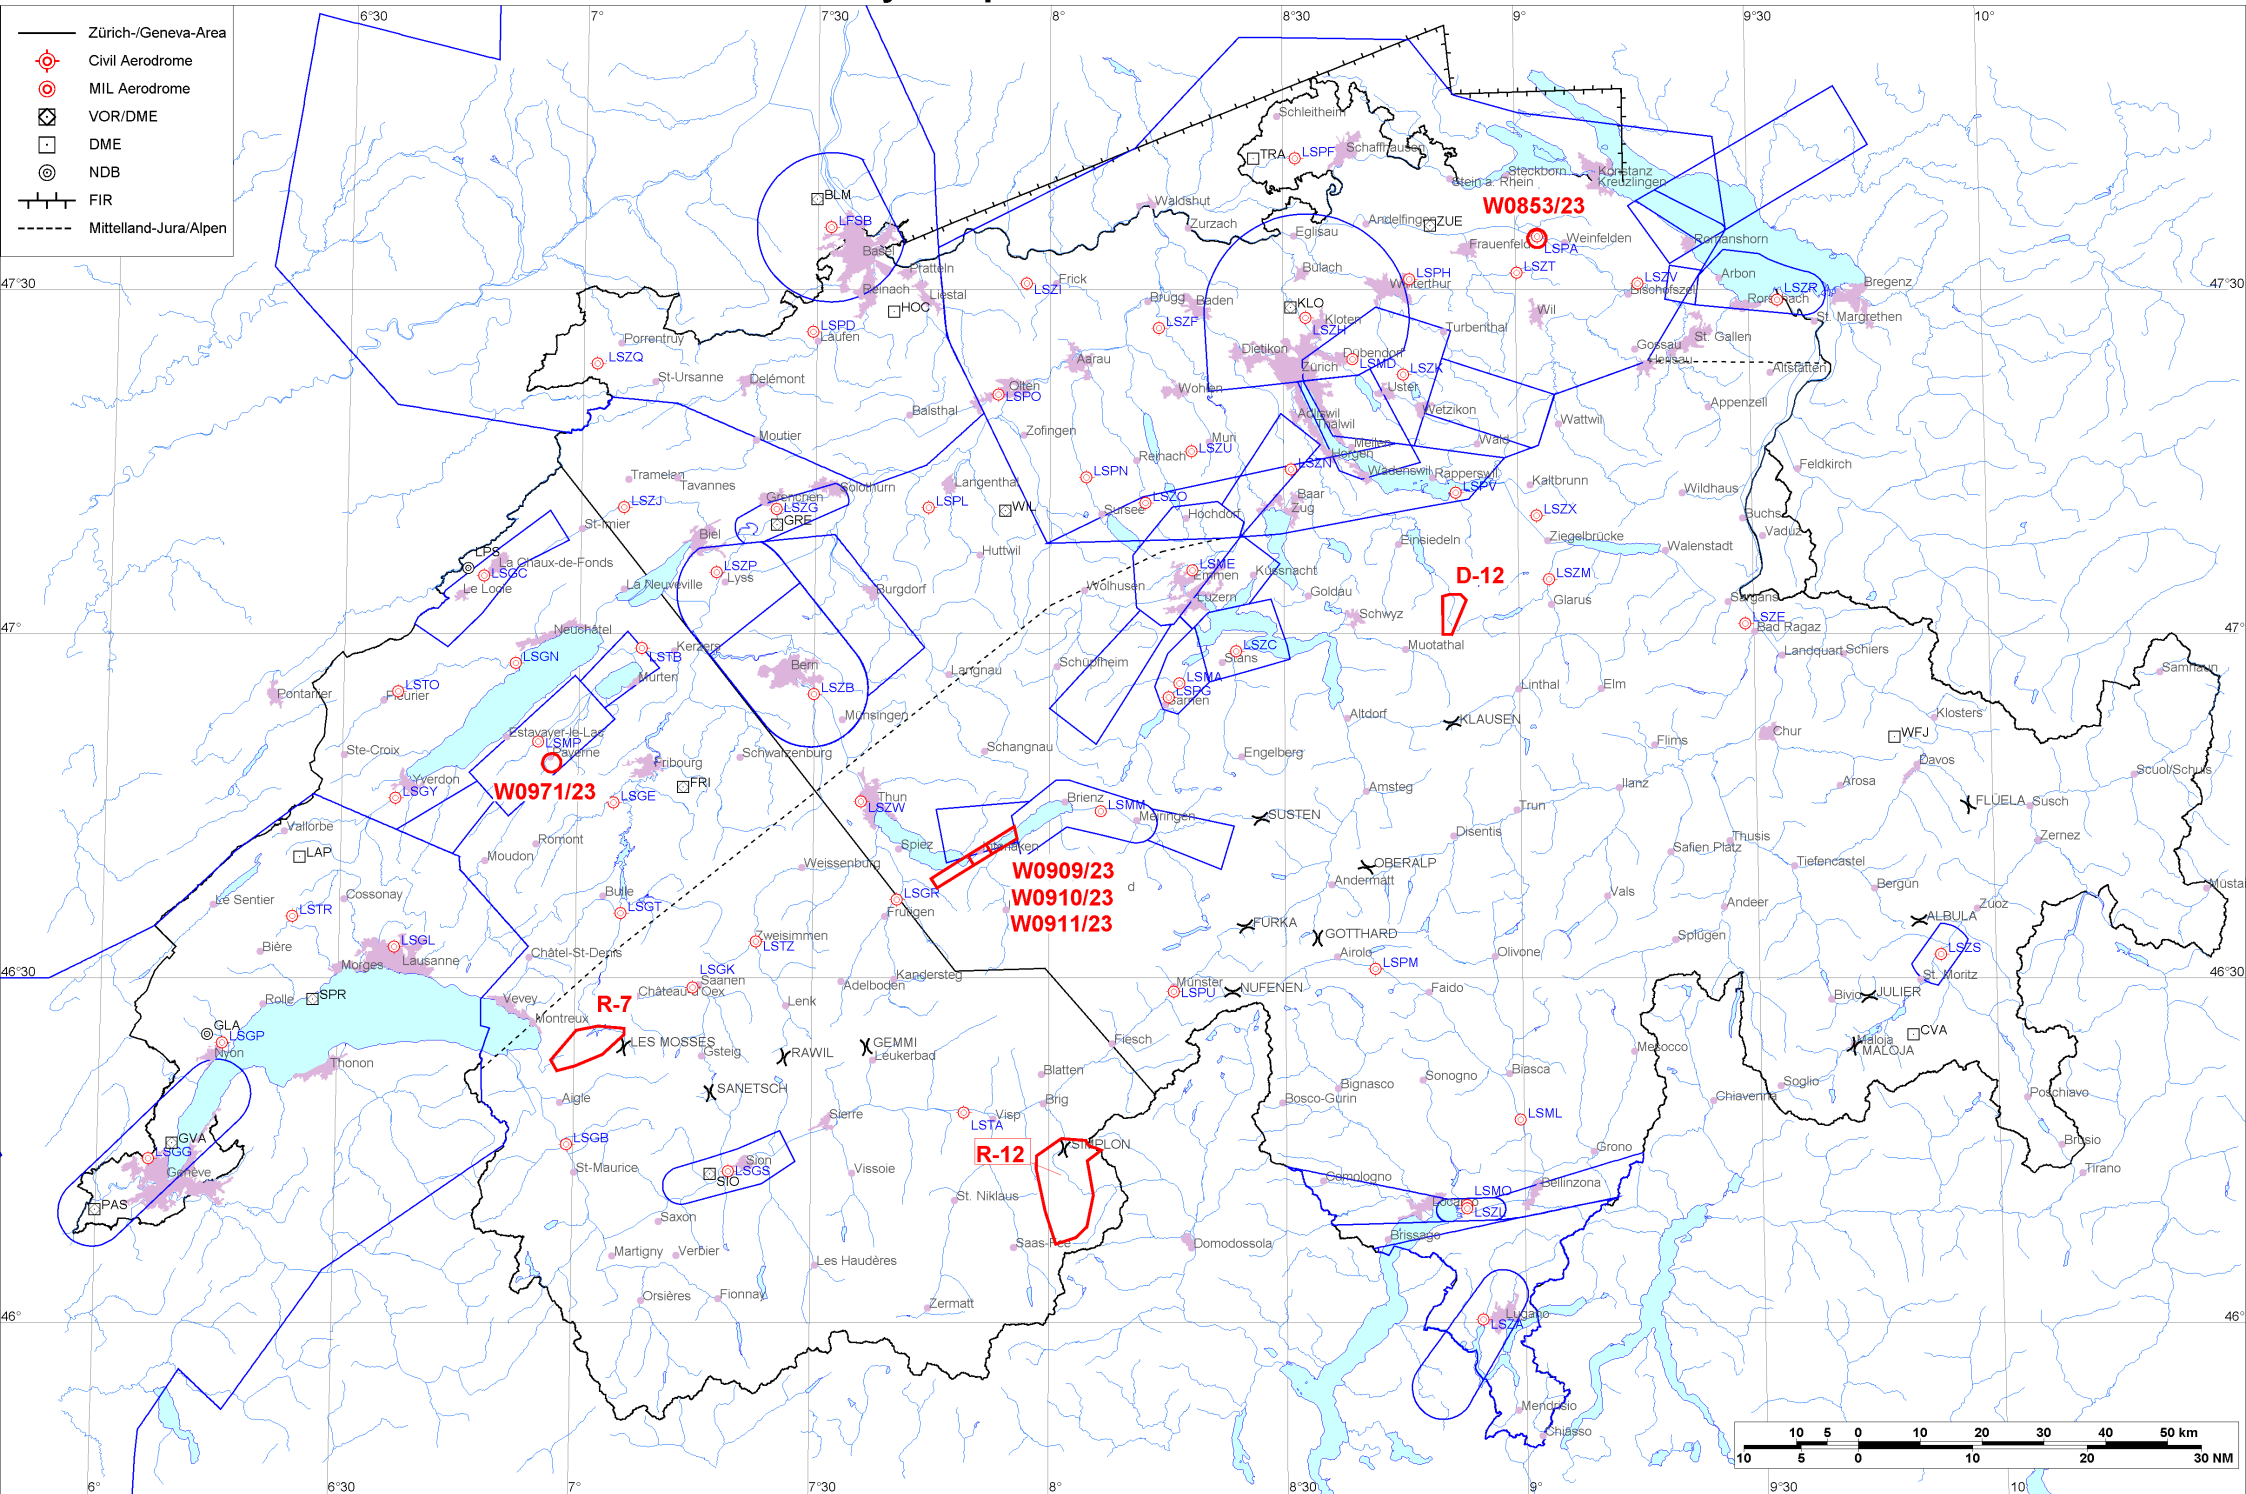 6°30
7°
7°30
8°
8°30
9°
9°30
10°
Zürich-/Geneva-Area
Civil Aerodrome
MIL Aerodrome
VOR/DME
DME
NDB
FIR
Mittelland-Jura/Alpen
Schleitheim
TRA
LSPF
Schaffhausen
Steckborn
Stein a. Rhein
Konstanz
Kreuzlingen
BLM
LFSB
Basel
Waldshut
Zurzach
Eglisau
Andelfingen
ZUE
W0853/23
LSPA
Weinfelden
Frauenfeld
Romanshorn
Pratteln
Reinach
Liestal
HOC
LSZI
Frick
Bülach
LSPH
Winterthur
LSZT
LSZV
Bischofszell
Arbon
LSZR
Rorschach
Bregenz
St. Margrethen
47°30
47°30
Brugg
Baden
KLO
Kloten
LSZH
LSZF
Wil
Turbenthal
St. Gallen
Gossau
Herisau
Altstätten
LSPD
Laufen
Porrentruy
LSZQ
St-Ursanne
Delémont
Aarau
Olten
LSPO
Dietikon
Zürich
Dübendorf
LSMD
LSZK
Uster
Wetzikon
Wohlen
Balsthal
Zofingen
Adliswil
Thalwil
Meilen
Horgen
Wald
Wattwil
Appenzell
Moutier
Muri
LSZU
Reinach
LSPN
LSZN
Wädenswil
Rapperswil
LSPV
Kaltbrunn
Wildhaus
Feldkirch
Tramelan
Tavannes
LSZJ
Grenchen
Solothurn
LSZG
GRE
Langenthal
LSPL
WIL
LSZO
Sursee
Hochdorf
Baar
Zug
LSZX
Buchs
Vaduz
St-Imier
Biel
Huttwil
Einsiedeln
Ziegelbrücke
Walenstadt
LPS
La Chaux-de-Fonds
LSGC
Le Locle
LSZP
Lyss
La Neuveville
Burgdorf
LSME
Emmen
Küssnacht
Luzern
Wolhusen
Goldau
D-12
LSZM
Glarus
Schwyz
Sargans
LSZE
Bad Ragaz
47°
47°
Neuchâtel
LSGN
LSTB
Kerzers
Murten
Bern
LSZB
Langnau
Schüpfheim
LSZC
Stans
LSMA
LSPG
Sarnen
Muotathal
Landquart
Schiers
Samnaun
Pontarlier
LSTO
Fleurier
Münsingen
Altdorf
KLAUSEN
Linthal
Elm
Klosters
Ste-Croix
Estavayer-le-Lac
LSMP
Payerne
W0971/23
Fribourg
FRI
Schwarzenburg
Schangnau
Engelberg
Flims
Chur
WFJ
Davos
Scuol/Schuls
Yverdon
LSGY
LSGE
Thun
LSZW
Brienz
LSMM
Meiringen
SUSTEN
Amsteg
Trun
Ilanz
Arosa
FLÜELA
Susch
Vallorbe
LAP
Romont
Moudon
Weissenburg
Spiez
Interlaken
Disentis
Safien Platz
Thusis
Zernez
Tiefencastel
W0909/23
W0910/23
W0911/23
d
OBERALP
Andermatt
Vals
Andeer
Bergün
Müstair
Le Sentier
Cossonay
LSTR
Bulle
LSGT
LSGR
Frutigen
FURKA
GOTTHARD
Airolo
ALBULA
Zuoz
LSZS
St. Moritz
Bière
LSGL
Lausanne
Morges
Châtel-St-Denis
Zweisimmen
LSTZ
LSPM
Olivone
Splügen
46°30
46°30
LSGK
Saanen
Château-d'Oex
Adelboden
Kandersteg
Münster
LSPU
NUFENEN
Faido
Bivio
JULIER
Rolle
SPR
Vevey
Montreux
R-7
Lenk
GLA
LSGP
Nyon
Thonon
LES MOSSES
Gsteig
RAWIL
GEMMI
Leukerbad
Fiesch
Mesocco
Maloja
MALOJA
CVA
Aigle
SANETSCH
Blatten
Brig
Bignasco
Sonogno
Biasca
Bosco-Gurin
Soglio
Chiavenna
Poschiavo
Sierre
LSTA
Visp
LSML
GVA
LSGG
Genève
LSGB
St-Maurice
R-12
SIMPLON
Grono
Brusio
Tirano
Sion
LSGS
SIO
Vissoie
St. Niklaus
Comologno
LSMO
Bellinzona
Locarno
LSZL
PAS
Saxon
Martigny
Verbier
Les Haudères
Saas-Fee
Domodossola
Brissago
Orsières
Fionnay
Zermatt
46°
46°
Lugano
LSZA
Mendrisio
Chiasso
10 5 0 10 20 30 40 50 km
10 5 0 10 20 30 NM
6°
6°30
7°
7°30
8°
8°30
9°
9°30
10°